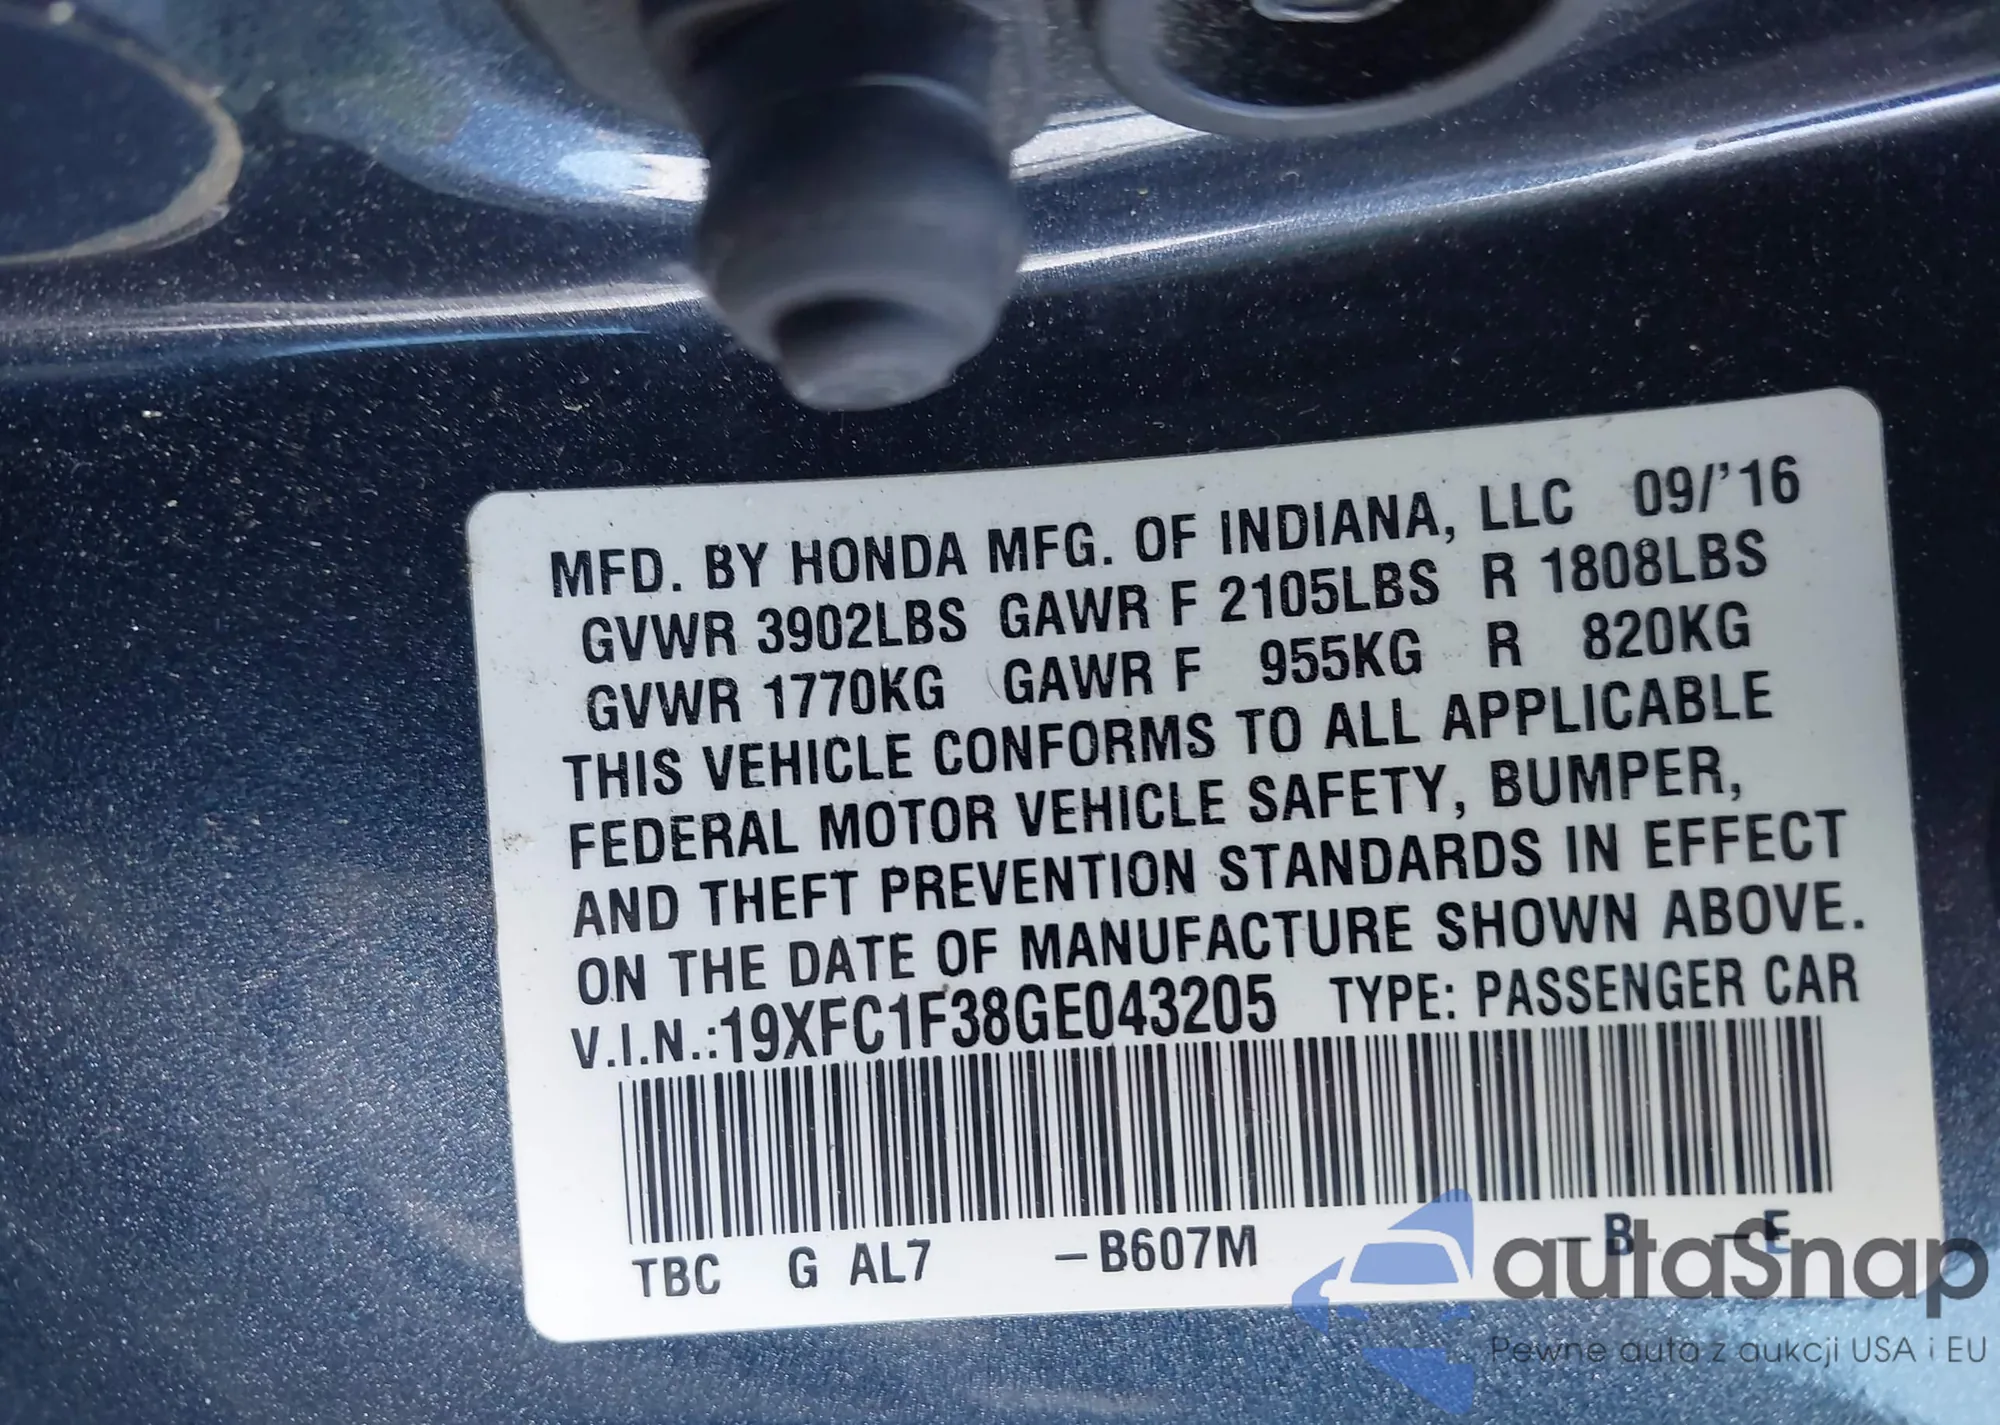 MFD. BY HONDA MFG. OF INDIANA, LLC 09/'16
GVWR 3902LBS GAWR F 2105LBS R 1808LBS
GVWR 1770KG GAWR F 955KG R 820KG
THIS VEHICLE CONFORMS TO ALL APPLICABLE
FEDERAL MOTOR VEHICLE SAFETY, BUMPER,
AND THEFT PREVENTION STANDARDS IN EFFECT
ON THE DATE OF MANUFACTURE SHOWN ABOVE.
V.I.N.:19XFC1F38GE043205 TYPE: PASSENGER CAR
TBC G AL7 –B607M –B –E
autaSnap
Pewne auta z aukcji USA i EU